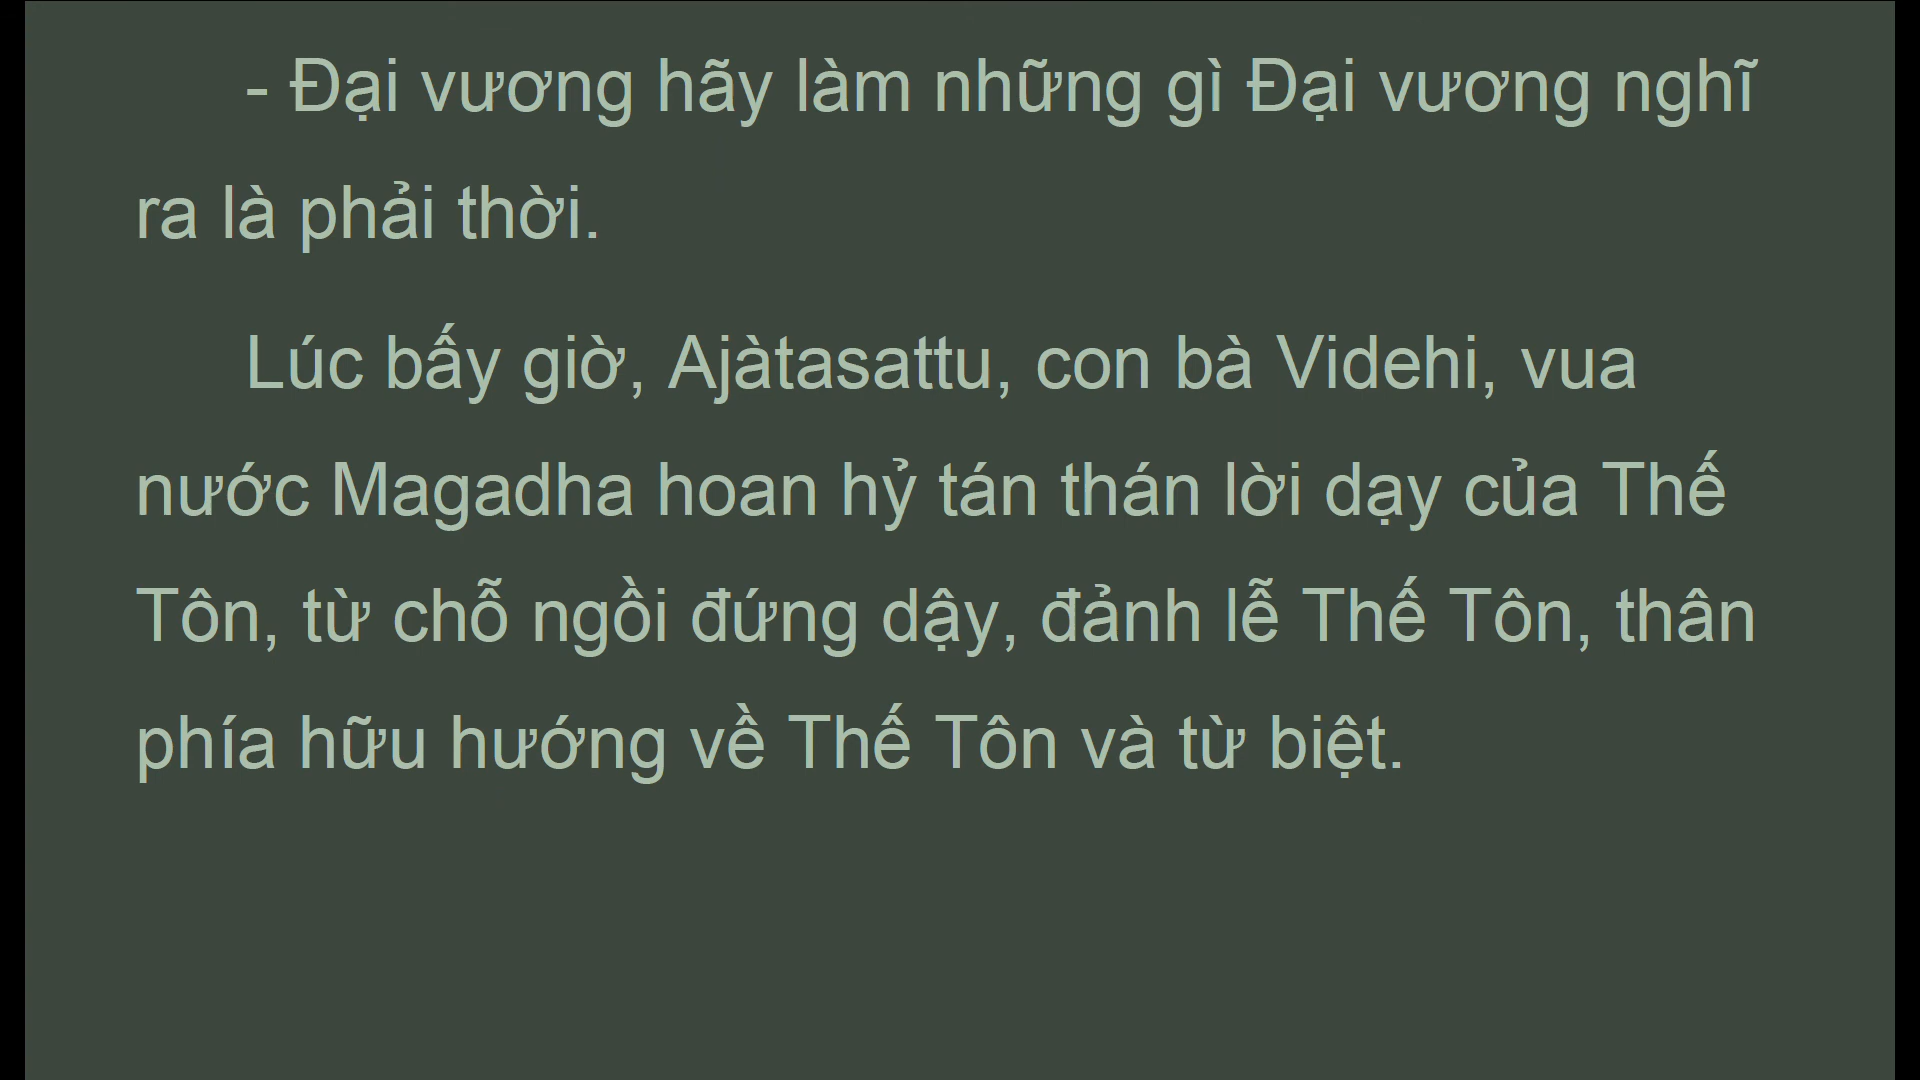 - Đại vương hãy làm những gì Đại vương nghĩ
ra là phải thời.
Lúc bấy giờ, Ajàtasattu, con bà Videhi, vua
nước Magadha hoan hỷ tán thán lời dạy của Thế
Tôn, từ chỗ ngồi đứng dậy, đảnh lễ Thế Tôn, thân
phía hữu hướng về Thế Tôn và từ biệt.